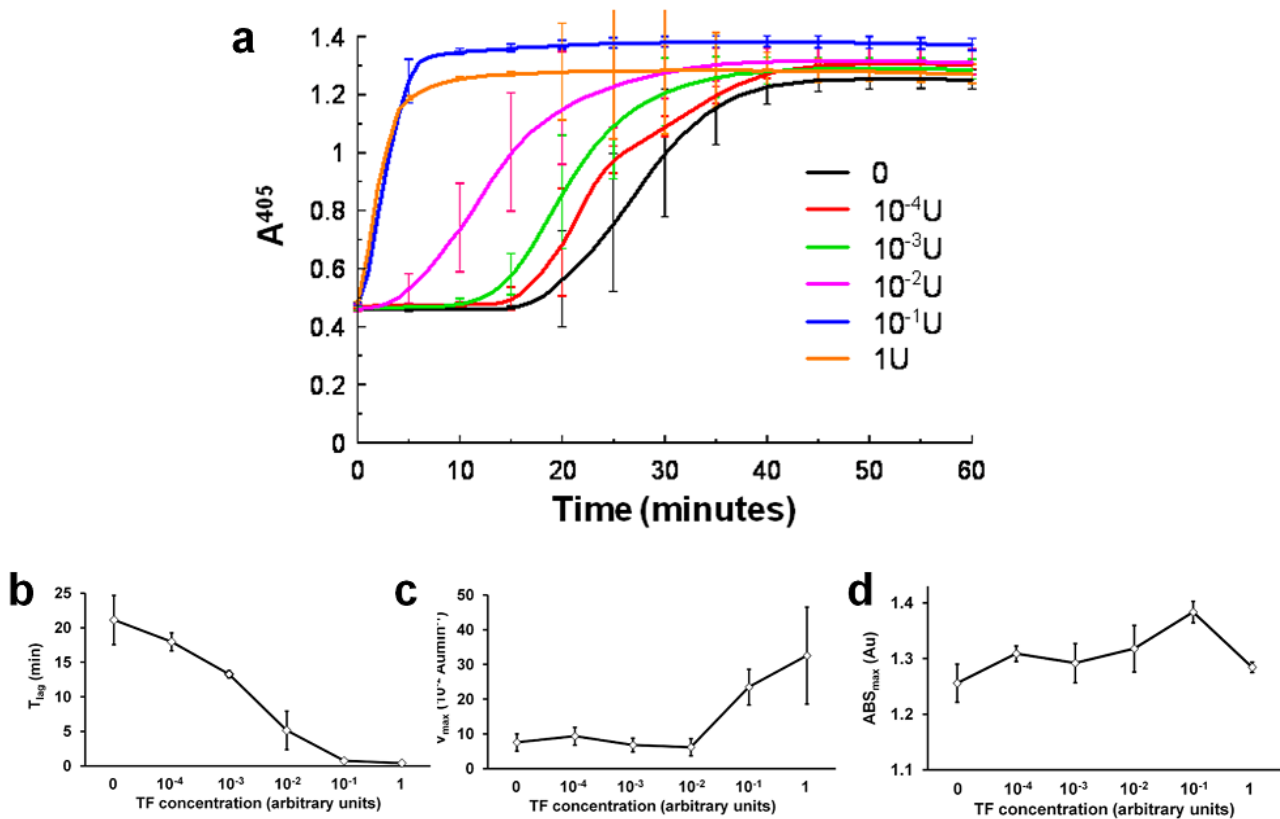 a
1.4
1.2
1
0.8
0.6
0.4
0.2
0
A⁴⁰⁵
0 10 20 30 40 50 60
Time (minutes)
0
10⁻⁴U
10⁻³U
10⁻²U
10⁻¹U
1U
b
25
20
15
10
5
0
T_lag (min)
0 10⁻⁴ 10⁻³ 10⁻² 10⁻¹ 1
TF concentration (arbitrary units)
c
50
40
30
20
10
0
max Aumin⁻¹)
0 10⁻⁴ 10⁻³ 10⁻² 10⁻¹ 1
TF concentration (arbitrary units)
d
1.4
1.3
1.2
1.1
ABS_max (Au)
0 10⁻⁴ 10⁻³ 10⁻² 10⁻¹ 1
TF concentration (arbitrary units)